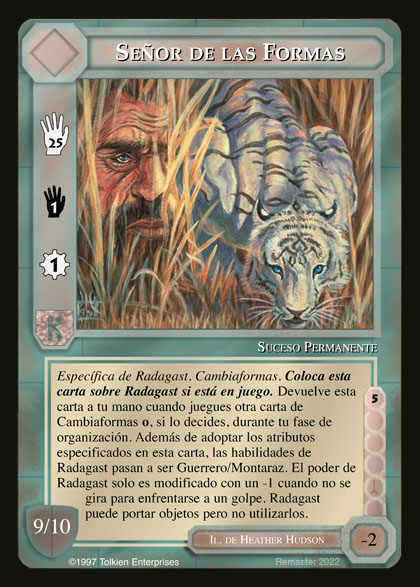 Señor de las Formas
25
1
1
R
Suceso Permanente
Específica de Radagast. Cambiaformas. Coloca esta
carta sobre Radagast si está en juego. Devuelve esta
carta a tu mano cuando juegues otra carta de
Cambiaformas o, si lo decides, durante tu fase de
organización. Además de adoptar los atributos
especificados en esta carta, las habilidades de
Radagast pasan a ser Guerrero/Montaraz. El poder de
Radagast solo es modificado con un -1 cuando no se
gira para enfrentarse a un golpe. Radagast
puede portar objetos pero no utilizarlos.
5
9/10
Il. de Heather Hudson
-2
©1997 Tolkien Enterprises
Remaster 2022